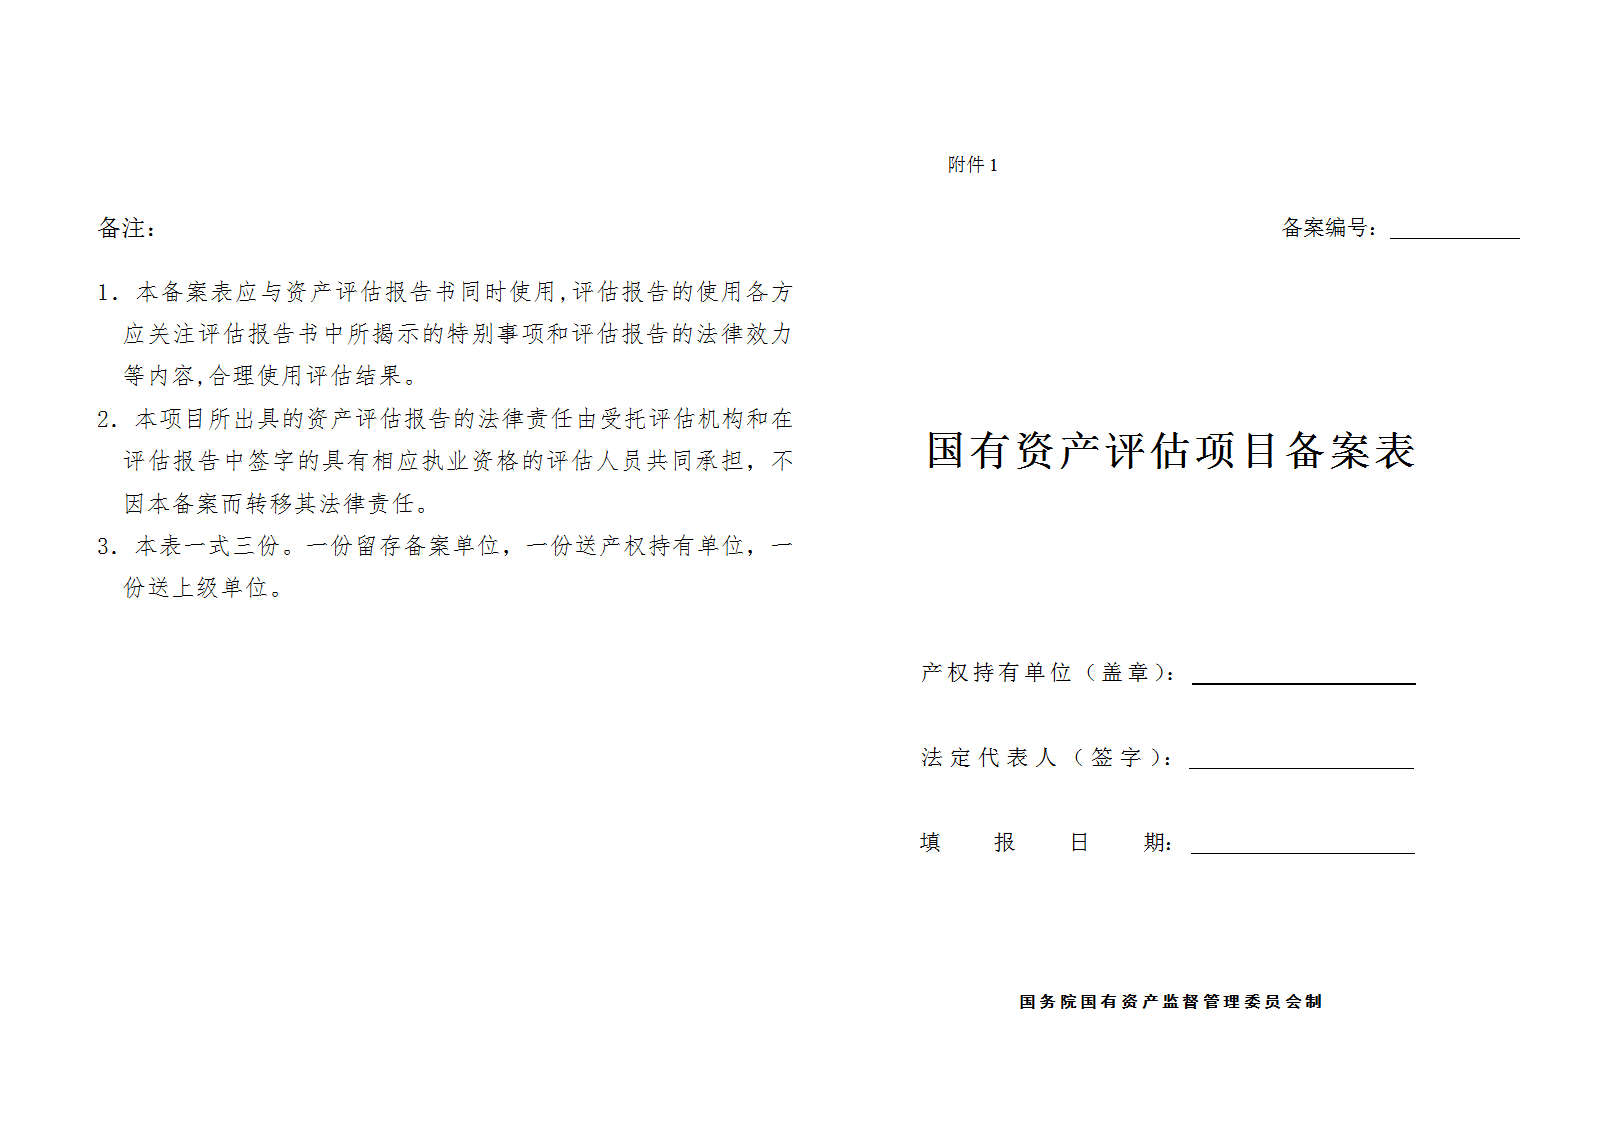 备注：
1．本备案表应与资产评估报告书同时使用,评估报告的使用各方
应关注评估报告书中所揭示的特别事项和评估报告的法律效力
等内容,合理使用评估结果。
2．本项目所出具的资产评估报告的法律责任由受托评估机构和在
评估报告中签字的具有相应执业资格的评估人员共同承担，不
因本备案而转移其法律责任。
3．本表一式三份。一份留存备案单位，一份送产权持有单位，一
份送上级单位。
附件 1
备案编号：____________
国有资产评估项目备案表
产权持有单位（盖章）：____________________
法定代表人（签字）：____________________
填报日期：____________________
国务院国有资产监督管理委员会制